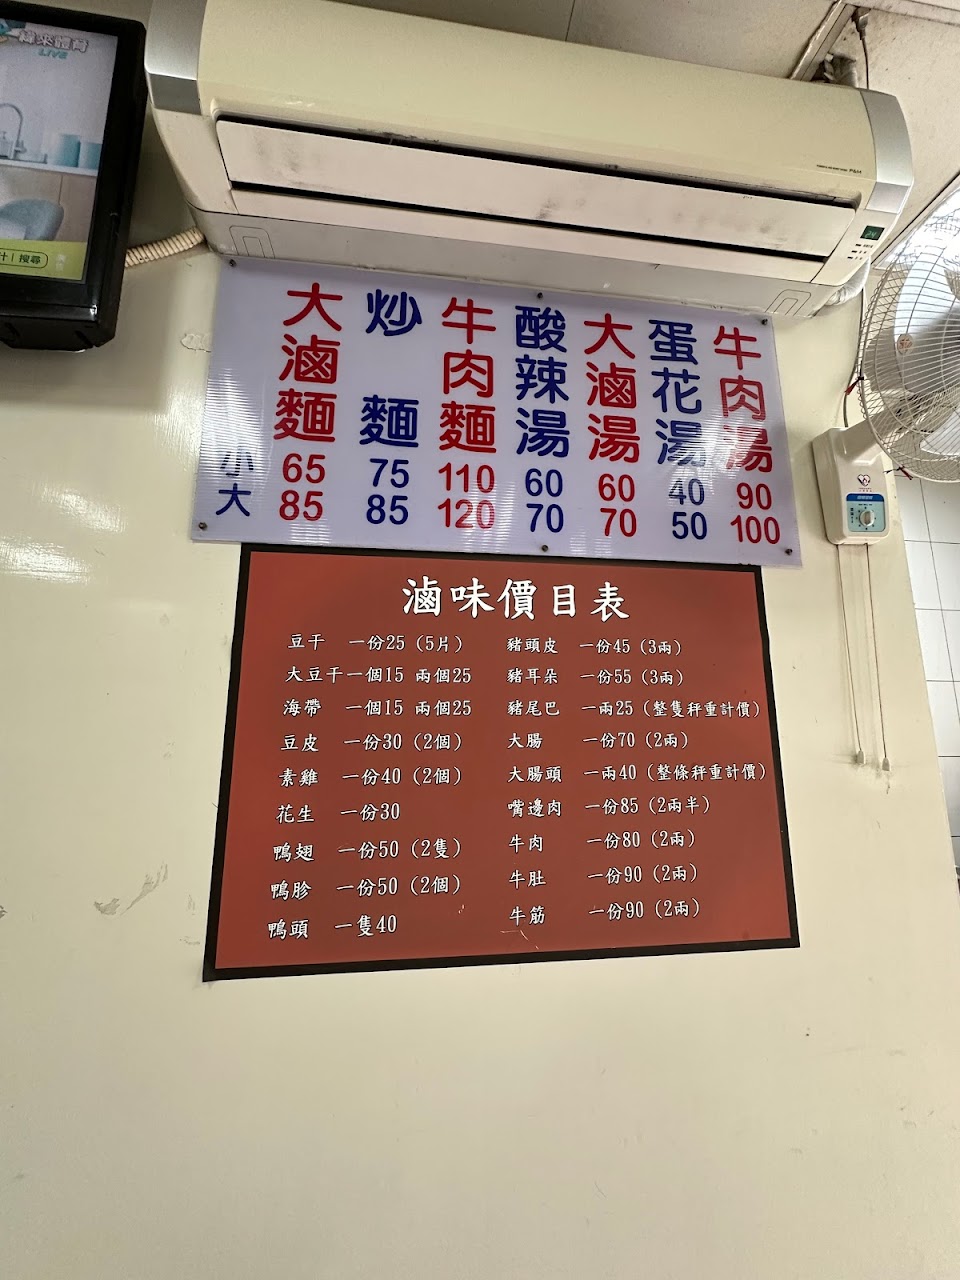 緯來體育
LIVE
搜尋
24
大滷麵 炒麵 牛肉麵 酸辣湯 大滷湯 蛋花湯 牛肉湯
小 65 75 110 60 60 40 90
大 85 85 120 70 70 50 100
滷味價目表
豆干 一份25 (5片)
大豆干 一個15 兩個25
海帶 一個15 兩個25
豆皮 一份30 (2個)
素雞 一份40 (2個)
花生 一份30
鴨翅 一份50 (2隻)
鴨胗 一份50 (2個)
鴨頭 一隻40
豬頭皮 一份45 (3兩)
豬耳朵 一份55 (3兩)
豬尾巴 一兩25 (整隻秤重計價)
大腸 一份70 (2兩)
大腸頭 一兩40 (整條秤重計價)
嘴邊肉 一份85 (2兩半)
牛肉 一份80 (2兩)
牛肚 一份90 (2兩)
牛筋 一份90 (2兩)